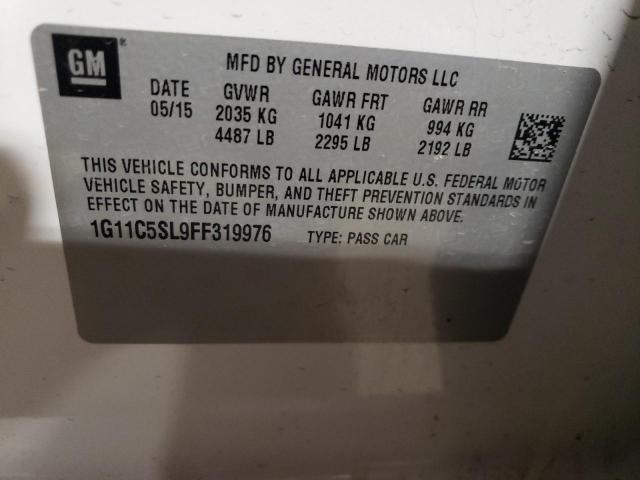 GM®
MFD BY GENERAL MOTORS LLC
DATE GVWR GAWR FRT GAWR RR
05/15 2035 KG 1041 KG 994 KG
4487 LB 2295 LB 2192 LB
THIS VEHICLE CONFORMS TO ALL APPLICABLE U.S. FEDERAL MOTOR
VEHICLE SAFETY, BUMPER, AND THEFT PREVENTION STANDARDS IN
EFFECT ON THE DATE OF MANUFACTURE SHOWN ABOVE.
1G11C5SL9FF319976 TYPE: PASS CAR